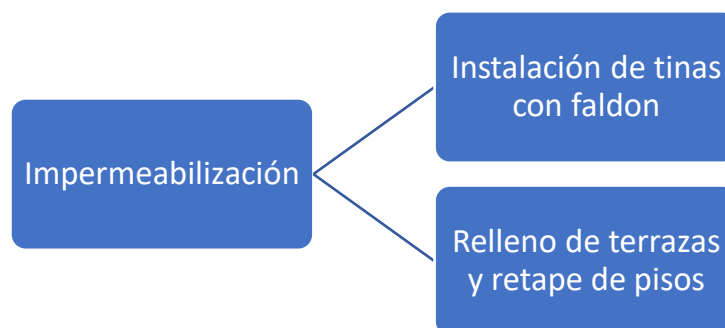 Impermeabilización
Instalación de tinas
con faldon
Relleno de terrazas
y retape de pisos